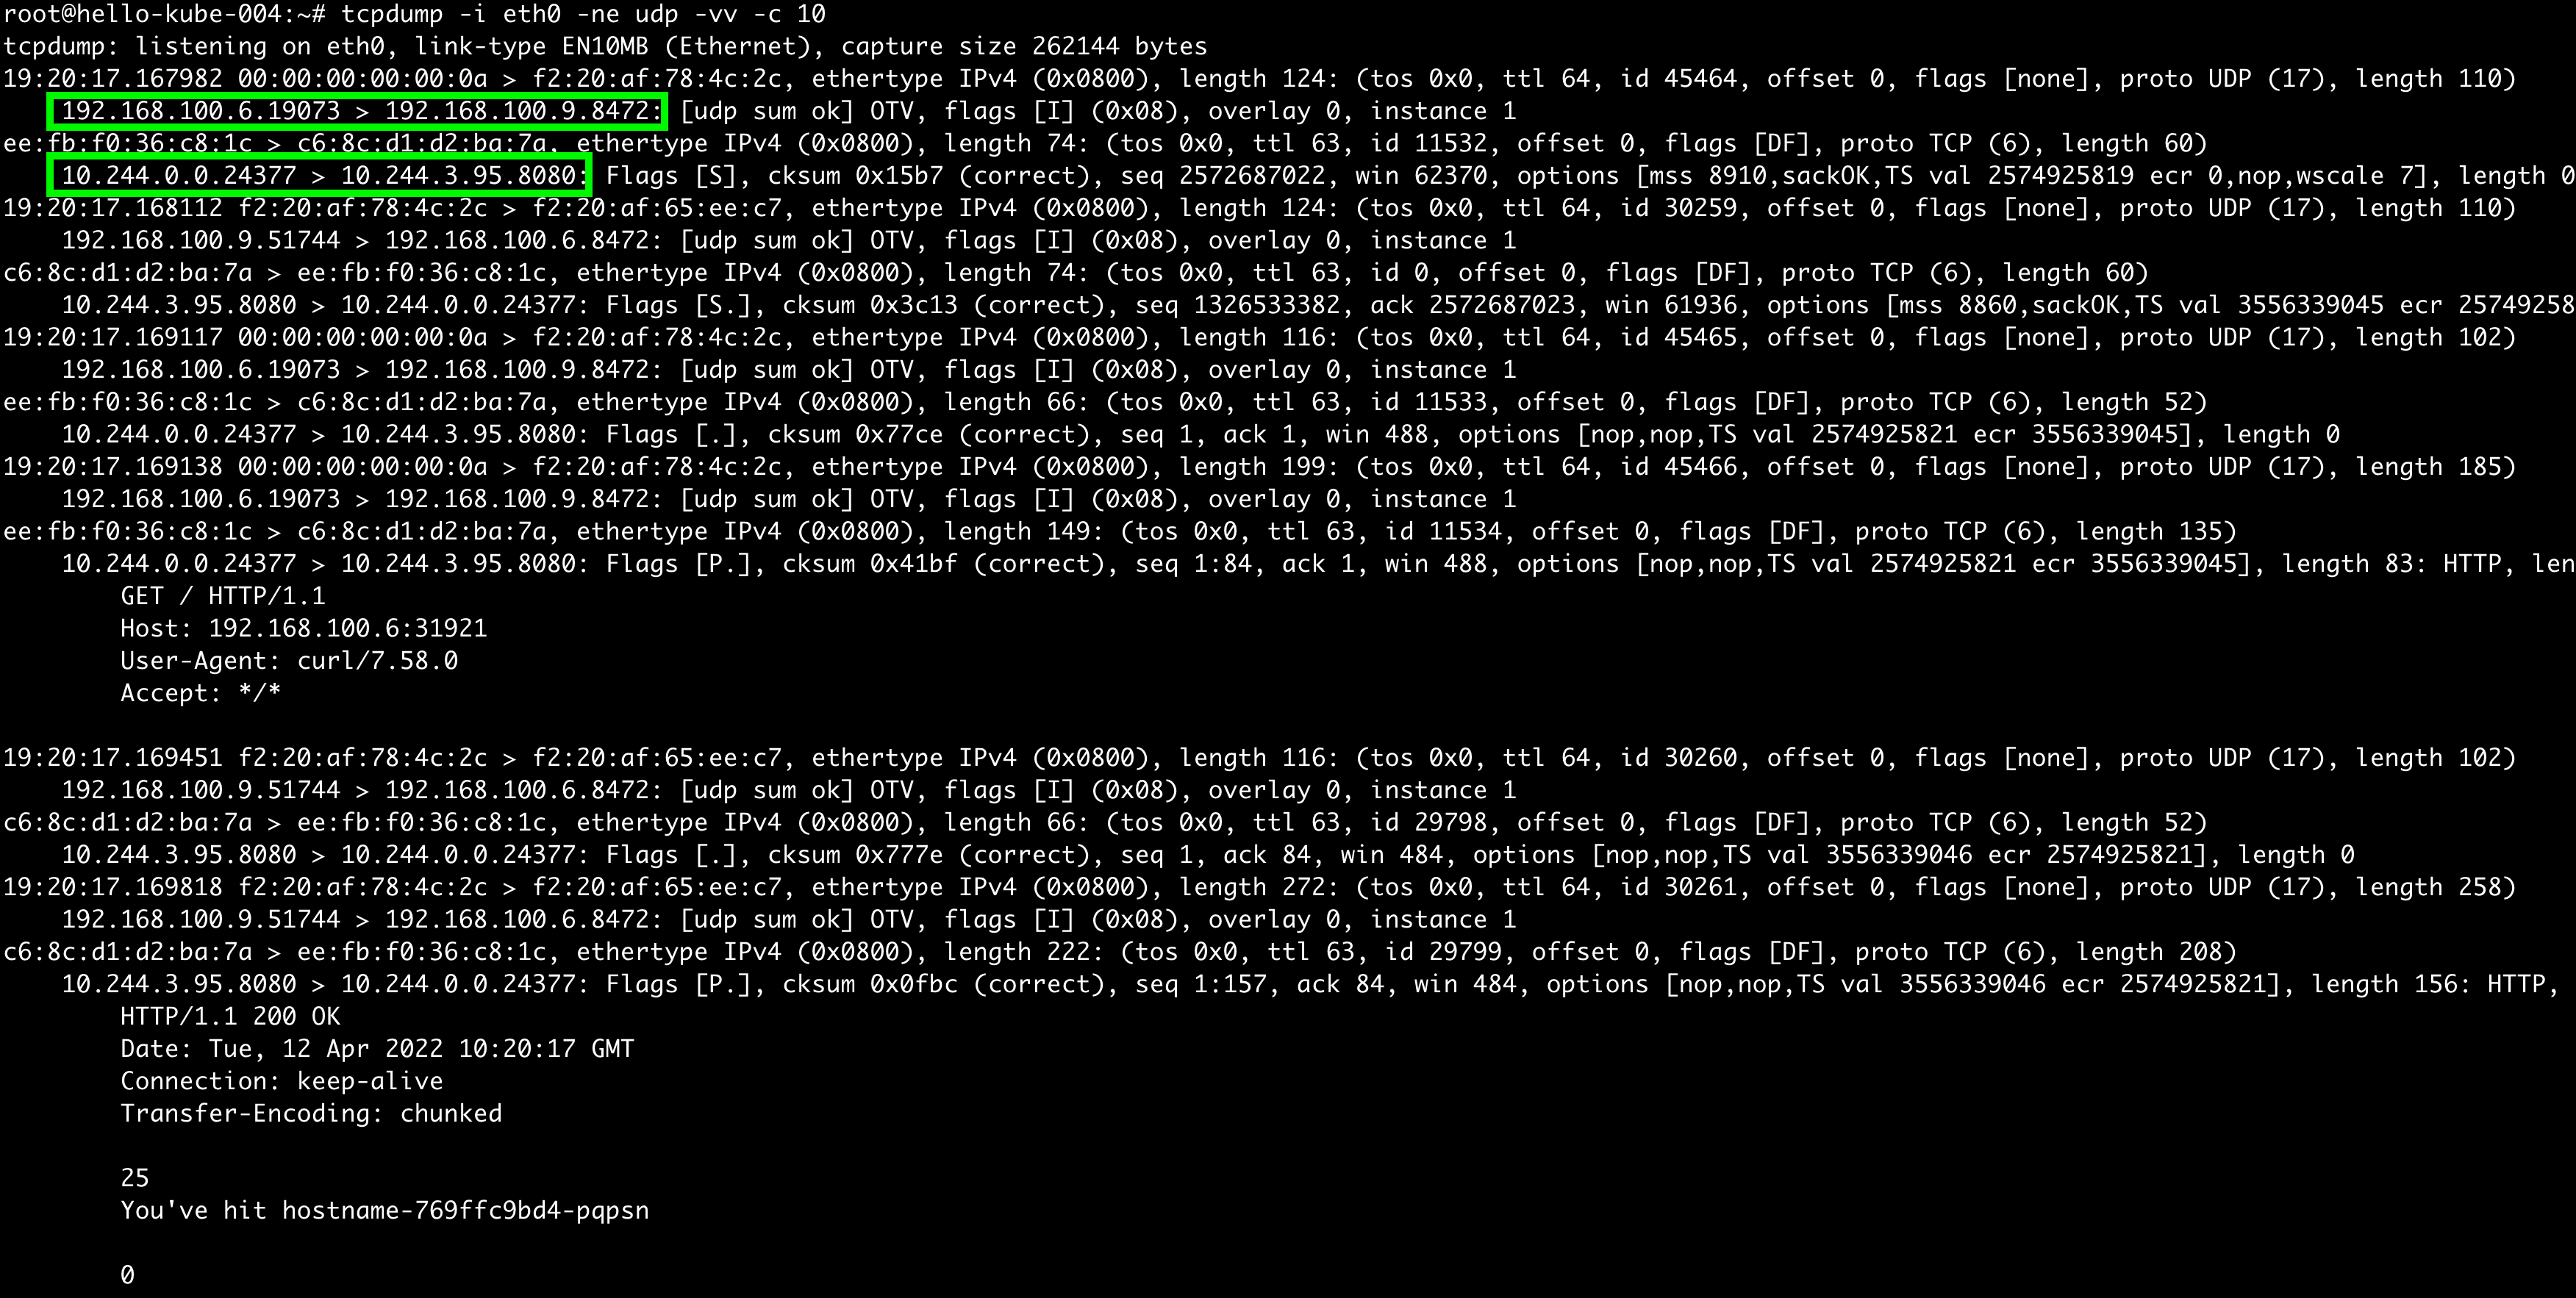 root@hello-kube-004:~# tcpdump -i eth0 -ne udp -vv -c 10
tcpdump: listening on eth0, link-type EN10MB (Ethernet), capture size 262144 bytes
19:20:17.167982 00:00:00:00:00:0a > f2:20:af:78:4c:2c, ethertype IPv4 (0x0800), length 124: (tos 0x0, ttl 64, id 45464, offset 0, flags [none], proto UDP (17), length 110)
192.168.100.6.19073 > 192.168.100.9.8472: [udp sum ok] OTV, flags [I] (0x08), overlay 0, instance 1
ee:fb:f0:36:c8:1c > c6:8c:d1:d2:ba:7a, ethertype IPv4 (0x0800), length 74: (tos 0x0, ttl 63, id 11532, offset 0, flags [DF], proto TCP (6), length 60)
10.244.0.0.24377 > 10.244.3.95.8080: Flags [S], cksum 0x15b7 (correct), seq 2572687022, win 62370, options [mss 8910,sackOK,TS val 2574925819 ecr 0,nop,wscale 7], length 0
19:20:17.168112 f2:20:af:78:4c:2c > f2:20:af:65:ee:c7, ethertype IPv4 (0x0800), length 124: (tos 0x0, ttl 64, id 30259, offset 0, flags [none], proto UDP (17), length 110)
192.168.100.9.51744 > 192.168.100.6.8472: [udp sum ok] OTV, flags [I] (0x08), overlay 0, instance 1
c6:8c:d1:d2:ba:7a > ee:fb:f0:36:c8:1c, ethertype IPv4 (0x0800), length 74: (tos 0x0, ttl 63, id 0, offset 0, flags [DF], proto TCP (6), length 60)
10.244.3.95.8080 > 10.244.0.0.24377: Flags [S.], cksum 0x3c13 (correct), seq 1326533382, ack 2572687023, win 61936, options [mss 8860,sackOK,TS val 3556339045 ecr 25749258
19:20:17.169117 00:00:00:00:00:0a > f2:20:af:78:4c:2c, ethertype IPv4 (0x0800), length 116: (tos 0x0, ttl 64, id 45465, offset 0, flags [none], proto UDP (17), length 102)
192.168.100.6.19073 > 192.168.100.9.8472: [udp sum ok] OTV, flags [I] (0x08), overlay 0, instance 1
ee:fb:f0:36:c8:1c > c6:8c:d1:d2:ba:7a, ethertype IPv4 (0x0800), length 66: (tos 0x0, ttl 63, id 11533, offset 0, flags [DF], proto TCP (6), length 52)
10.244.0.0.24377 > 10.244.3.95.8080: Flags [.], cksum 0x77ce (correct), seq 1, ack 1, win 488, options [nop,nop,TS val 2574925821 ecr 3556339045], length 0
19:20:17.169138 00:00:00:00:00:0a > f2:20:af:78:4c:2c, ethertype IPv4 (0x0800), length 199: (tos 0x0, ttl 64, id 45466, offset 0, flags [none], proto UDP (17), length 185)
192.168.100.6.19073 > 192.168.100.9.8472: [udp sum ok] OTV, flags [I] (0x08), overlay 0, instance 1
ee:fb:f0:36:c8:1c > c6:8c:d1:d2:ba:7a, ethertype IPv4 (0x0800), length 149: (tos 0x0, ttl 63, id 11534, offset 0, flags [DF], proto TCP (6), length 135)
10.244.0.0.24377 > 10.244.3.95.8080: Flags [P.], cksum 0x41bf (correct), seq 1:84, ack 1, win 488, options [nop,nop,TS val 2574925821 ecr 3556339045], length 83: HTTP, len
GET / HTTP/1.1
Host: 192.168.100.6:31921
User-Agent: curl/7.58.0
Accept: */*
19:20:17.169451 f2:20:af:78:4c:2c > f2:20:af:65:ee:c7, ethertype IPv4 (0x0800), length 116: (tos 0x0, ttl 64, id 30260, offset 0, flags [none], proto UDP (17), length 102)
192.168.100.9.51744 > 192.168.100.6.8472: [udp sum ok] OTV, flags [I] (0x08), overlay 0, instance 1
c6:8c:d1:d2:ba:7a > ee:fb:f0:36:c8:1c, ethertype IPv4 (0x0800), length 66: (tos 0x0, ttl 63, id 29798, offset 0, flags [DF], proto TCP (6), length 52)
10.244.3.95.8080 > 10.244.0.0.24377: Flags [.], cksum 0x777e (correct), seq 1, ack 84, win 484, options [nop,nop,TS val 3556339046 ecr 2574925821], length 0
19:20:17.169818 f2:20:af:78:4c:2c > f2:20:af:65:ee:c7, ethertype IPv4 (0x0800), length 272: (tos 0x0, ttl 64, id 30261, offset 0, flags [none], proto UDP (17), length 258)
192.168.100.9.51744 > 192.168.100.6.8472: [udp sum ok] OTV, flags [I] (0x08), overlay 0, instance 1
c6:8c:d1:d2:ba:7a > ee:fb:f0:36:c8:1c, ethertype IPv4 (0x0800), length 222: (tos 0x0, ttl 63, id 29799, offset 0, flags [DF], proto TCP (6), length 208)
10.244.3.95.8080 > 10.244.0.0.24377: Flags [P.], cksum 0x0fbc (correct), seq 1:157, ack 84, win 484, options [nop,nop,TS val 3556339046 ecr 2574925821], length 156: HTTP,
HTTP/1.1 200 OK
Date: Tue, 12 Apr 2022 10:20:17 GMT
Connection: keep-alive
Transfer-Encoding: chunked
25
You've hit hostname-769ffc9bd4-pqpsn
0